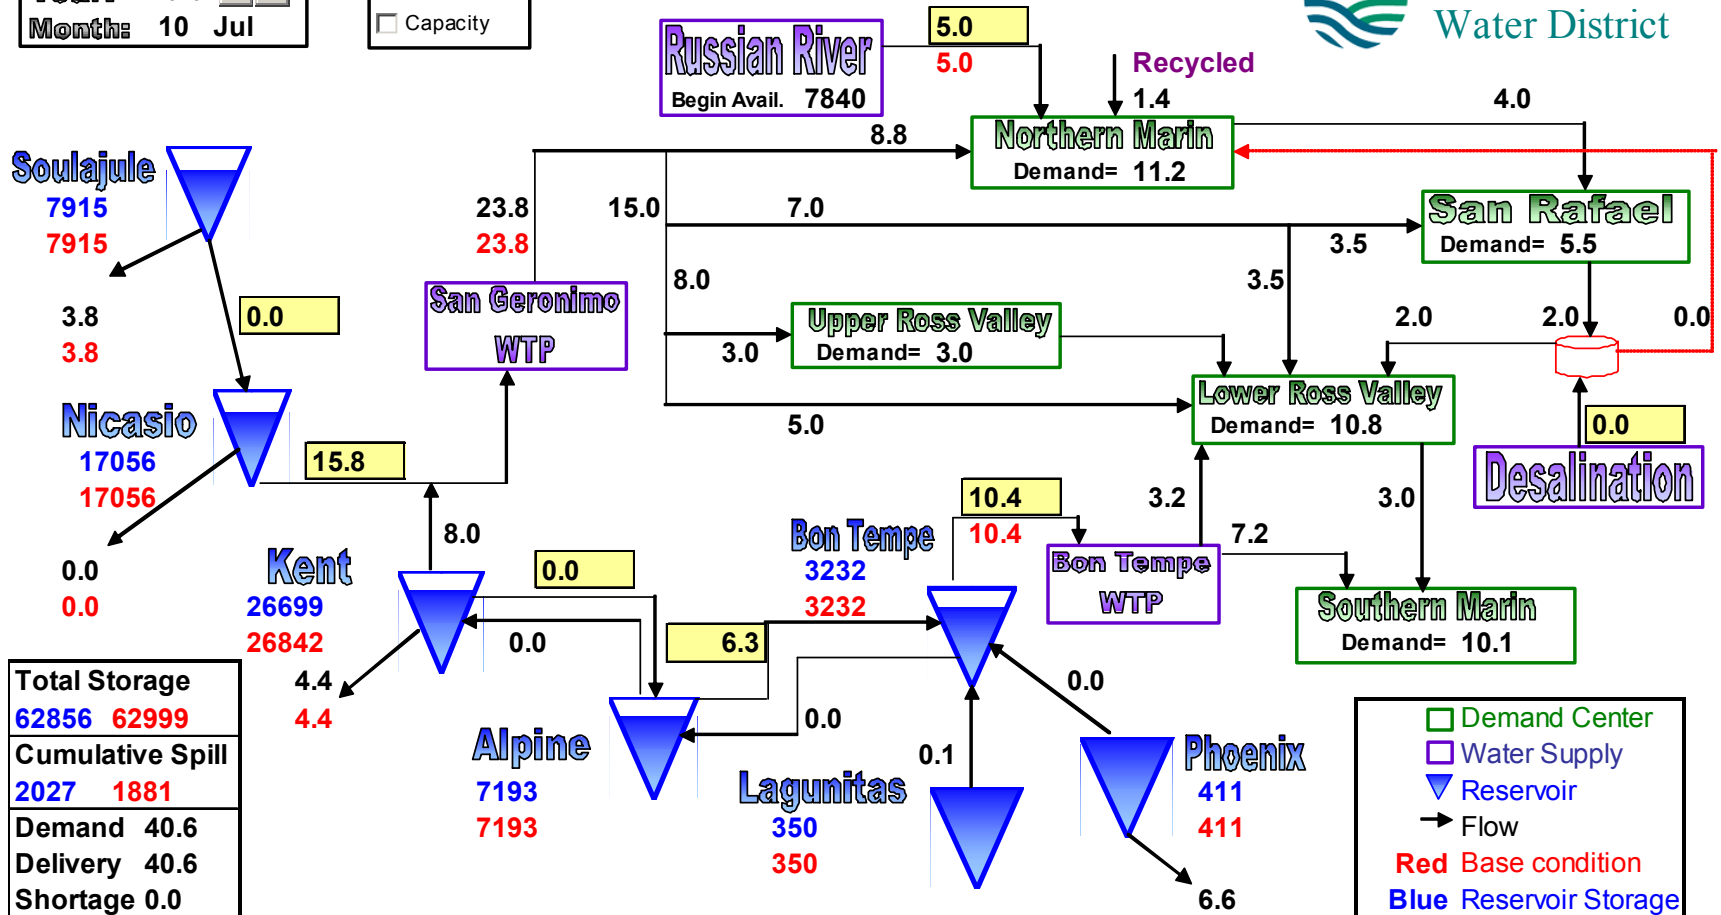 Month: 10 Jul
Capacity
Water District
Russian River
Begin Avail. 7840
5.0
5.0
Recycled
1.4
4.0
8.8
Northern Marin
Demand= 11.2
Soulajule
7915
7915
23.8
23.8
15.0
7.0
San Rafael
Demand= 5.5
3.5
3.5
8.0
3.8
3.8
0.0
San Geronimo
WTP
Upper Ross Valley
Demand= 3.0
3.0
2.0
2.0
0.0
Lower Ross Valley
Demand= 10.8
5.0
0.0
Desalination
Nicasio
17056
17056
15.8
0.0
0.0
8.0
Kent
26699
26842
0.0
0.0
4.4
4.4
6.3
Bon Tempe
3232
3232
10.4
10.4
3.2
7.2
3.0
Bon Tempe
WTP
Southern Marin
Demand= 10.1
0.0
0.0
Alpine
7193
7193
Lagunitas
350
350
0.1
Phoenix
411
411
6.6
Total Storage
62856 62999
Cumulative Spill
2027 1881
Demand 40.6
Delivery 40.6
Shortage 0.0
Demand Center
Water Supply
Reservoir
Flow
Red Base condition
Blue Reservoir Storage